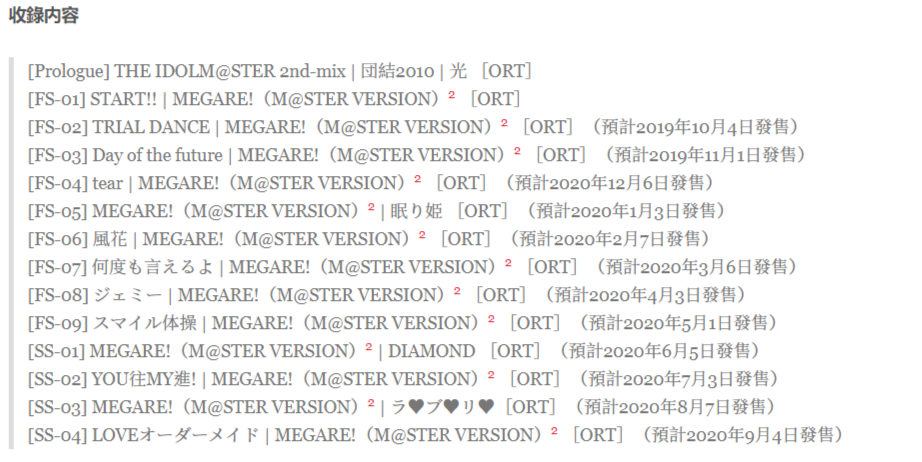 收錄內容
[Prologue] THE IDOLM@STER 2nd-mix | 団結2010 | 光 ［ORT］
[FS-01] START!! | MEGARE!（M@STER VERSION）2 ［ORT］
[FS-02] TRIAL DANCE | MEGARE!（M@STER VERSION）2 ［ORT］（預計2019年10月4日發售）
[FS-03] Day of the future | MEGARE!（M@STER VERSION）2 ［ORT］（預計2019年11月1日發售）
[FS-04] tear | MEGARE!（M@STER VERSION）2 ［ORT］（預計2020年12月6日發售）
[FS-05] MEGARE!（M@STER VERSION）2 | 眠り姫 ［ORT］（預計2020年1月3日發售）
[FS-06] 風花 | MEGARE!（M@STER VERSION）2 ［ORT］（預計2020年2月7日發售）
[FS-07] 何度も言えるよ | MEGARE!（M@STER VERSION）2 ［ORT］（預計2020年3月6日發售）
[FS-08] ジェミー | MEGARE!（M@STER VERSION）2 ［ORT］（預計2020年4月3日發售）
[FS-09] スマイル体操 | MEGARE!（M@STER VERSION）2 ［ORT］（預計2020年5月1日發售）
[SS-01] MEGARE!（M@STER VERSION）2 | DIAMOND ［ORT］（預計2020年6月5日發售）
[SS-02] YOU往MY進! | MEGARE!（M@STER VERSION）2 ［ORT］（預計2020年7月3日發售）
[SS-03] MEGARE!（M@STER VERSION）2 | ラ♥ブ♥リ♥［ORT］（預計2020年8月7日發售）
[SS-04] LOVEオーダーメイド | MEGARE!（M@STER VERSION）2 ［ORT］（預計2020年9月4日發售）